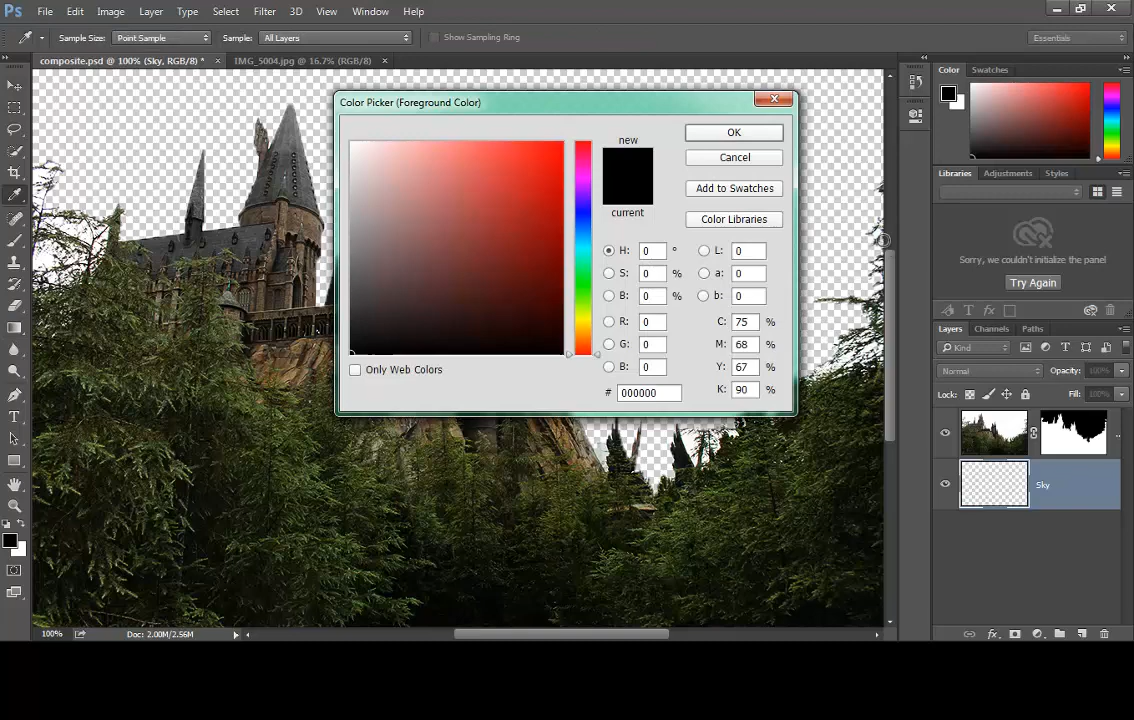 Ps File Edit Image Layer Type Select Filter 3D View Window Help
Sample Size: Point Sample Sample: All Layers Show Sampling Ring Essentials
composite.psd @ 100% (Sky, RGB/8) * × IMG_5004.jpg @ 16.7% (RGB/8) ×
Color Swatches
Color Picker (Foreground Color)
new
current
OK
Cancel
Add to Swatches
Color Libraries
H: 0 ° L: 0
S: 0 % a: 0
B: 0 % b: 0
R: 0 C: 75 %
G: 0 M: 68 %
B: 0 Y: 67 %
# 000000 K: 90 %
Only Web Colors
Libraries Adjustments Styles
Sorry, we couldn't initialize the panel
Try Again
Layers Channels Paths
Kind
Normal Opacity: 100%
Lock: Fill: 100%
Sky
100% Doc: 2.00M/2.56M